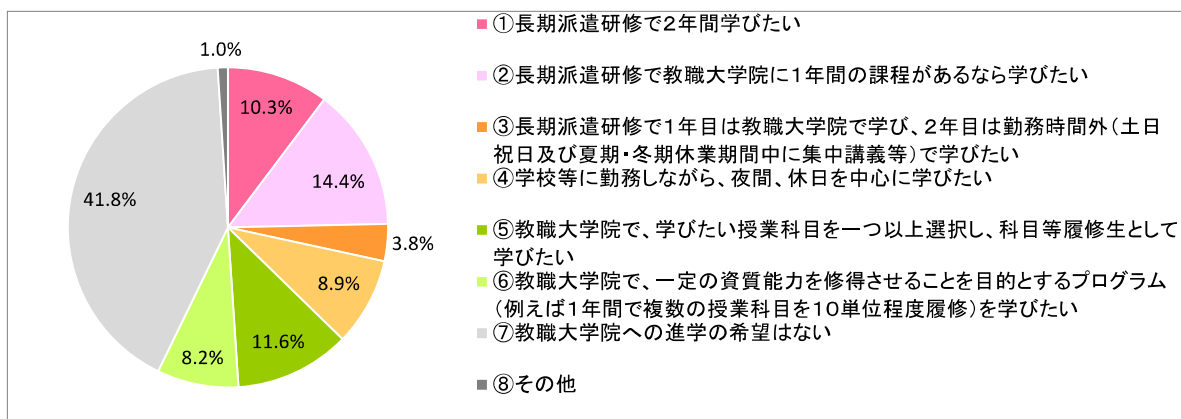 1.0%
10.3%
14.4%
3.8%
8.9%
11.6%
8.2%
41.8%
①長期派遣研修で2年間学びたい
②長期派遣研修で教職大学院に1年間の課程があるなら学びたい
③長期派遣研修で1年目は教職大学院で学び、2年目は勤務時間外(土日
祝日及び夏期・冬期休業期間中に集中講義等)で学びたい
④学校等に勤務しながら、夜間、休日を中心に学びたい
⑤教職大学院で、学びたい授業科目を一つ以上選択し、科目等履修生として
学びたい
⑥教職大学院で、一定の資質能力を修得させることを目的とするプログラム
(例えば1年間で複数の授業科目を10単位程度履修)を学びたい
⑦教職大学院への進学の希望はない
⑧その他